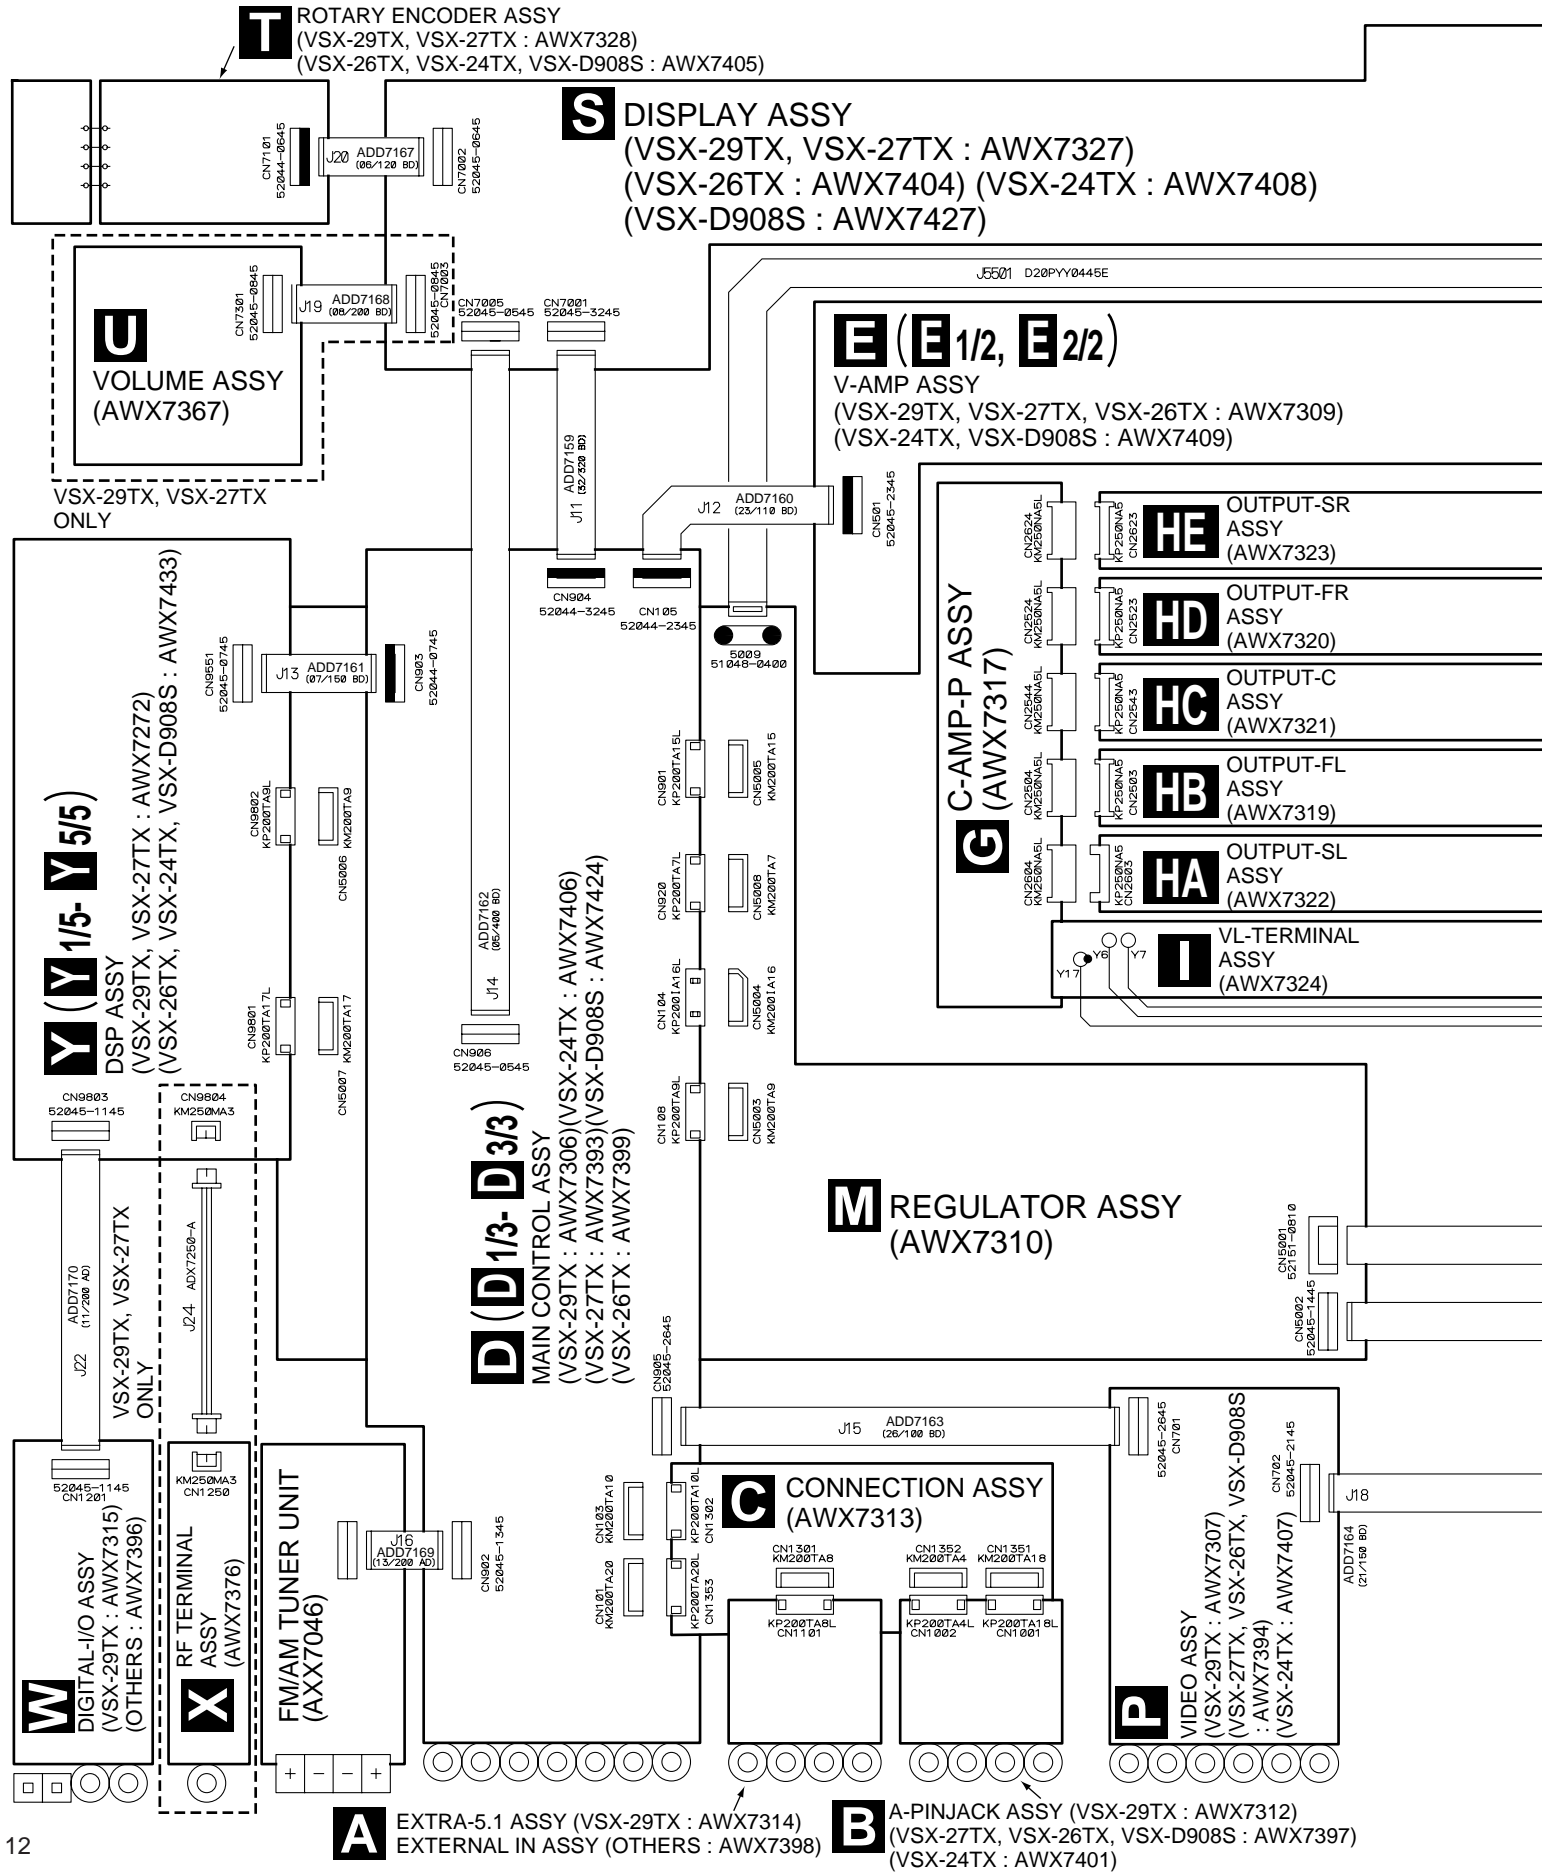 T ROTARY ENCODER ASSY
(VSX-29TX, VSX-27TX : AWX7328)
(VSX-26TX, VSX-24TX, VSX-D908S : AWX7405)
S DISPLAY ASSY
(VSX-29TX, VSX-27TX : AWX7327)
(VSX-26TX : AWX7404) (VSX-24TX : AWX7408)
(VSX-D908S : AWX7427)
CN7101
52044-0645
J20 ADD7167
(06/120 BD)
CN7002
52045-0645
J5501 D20PYY0445E
CN7301
52045-0845
J19 ADD7168
(08/200 BD)
52045-0845
CN7003
U
VOLUME ASSY
(AWX7367)
VSX-29TX, VSX-27TX
ONLY
CN7005
52045-0545
CN7001
52045-3245
E (E 1/2, E 2/2)
V-AMP ASSY
(VSX-29TX, VSX-27TX, VSX-26TX : AWX7309)
(VSX-24TX, VSX-D908S : AWX7409)
J11 ADD7159
(32/320 BD)
J12 ADD7160
(23/110 BD)
CN501
52045-2345
CN904
52044-3245
CN105
52044-2345
5009
51048-0400
G C-AMP-P ASSY
(AWX7317)
CN2624
KM250NA5L
KP250NA5
CN2623
HE OUTPUT-SR
ASSY
(AWX7323)
CN2524
KM250NA5L
KP250NA5
CN2523
HD OUTPUT-FR
ASSY
(AWX7320)
CN2544
KM250NA5L
KP250NA5
CN2543
HC OUTPUT-C
ASSY
(AWX7321)
CN2504
KM250NA5L
KP250NA5
CN2503
HB OUTPUT-FL
ASSY
(AWX7319)
CN2604
KM250NA5L
KP250NA5
CN2603
HA OUTPUT-SL
ASSY
(AWX7322)
Y17 Y6 Y7
I VL-TERMINAL
ASSY
(AWX7324)
Y (Y 1/5- Y 5/5)
DSP ASSY
(VSX-29TX, VSX-27TX : AWX7272)
(VSX-26TX, VSX-24TX, VSX-D908S : AWX7433)
CN9551
52045-0745
J13 ADD7161
(07/150 BD)
CN903
52044-0745
CN9802
KP200TA9L
KM200TA9
CN5006
CN9801
KP200TA17L
KM200TA17
CN5007
J14 ADD7162
(05/400 BD)
CN906
52045-0545
CN901
KP200TA15L
CN5005
KM200TA15
CN920
KP200TA7L
CN5008
KM200TA7
CN104
KP200IA16L
CN5004
KM200IA16
CN108
KP200TA9L
CN5003
KM200TA9
D (D 1/3- D 3/3)
MAIN CONTROL ASSY
(VSX-29TX : AWX7306)(VSX-24TX : AWX7406)
(VSX-27TX : AWX7393)(VSX-D908S : AWX7424)
(VSX-26TX : AWX7399)
M REGULATOR ASSY
(AWX7310)
CN5001
52151-0810
CN5002
52045-1445
CN9803
52045-1145
CN9804
KM250MA3
J22 ADD7170
(11/200 AD)
J24 ADX7250-A
VSX-29TX, VSX-27TX
ONLY
52045-1145
CN1201
KM250MA3
CN1250
W DIGITAL-I/O ASSY
(VSX-29TX : AWX7315)
(OTHERS : AWX7396)
X RF TERMINAL
ASSY
(AWX7376)
FM/AM TUNER UNIT
(AXX7046)
+ − − +
J16
ADD7169
(13/200 AD)
CN902
52045-1345
CN905
52045-2645
J15 ADD7163
(26/100 BD)
52045-2645
CN701
CN103
KM200TA10
KP200TA10L
CN1302
CN101
KM200TA20
KP200TA20L
CN1353
C CONNECTION ASSY
(AWX7313)
CN1301
KM200TA8
CN1352
KM200TA4
CN1351
KM200TA18
KP200TA8L
CN1101
KP200TA4L
CN1002
KP200TA18L
CN1001
CN702
52045-2145
J18
ADD7164
(21/150 BD)
P VIDEO ASSY
(VSX-29TX : AWX7307)
(VSX-27TX, VSX-26TX, VSX-D908S
: AWX7394)
(VSX-24TX : AWX7407)
A EXTRA-5.1 ASSY (VSX-29TX : AWX7314)
EXTERNAL IN ASSY (OTHERS : AWX7398)
B A-PINJACK ASSY (VSX-29TX : AWX7312)
(VSX-27TX, VSX-26TX, VSX-D908S : AWX7397)
(VSX-24TX : AWX7401)
12